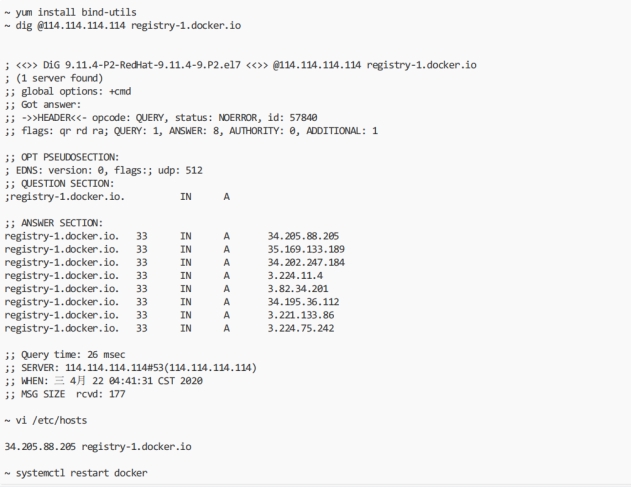 ~ yum install bind-utils
~ dig @114.114.114.114 registry-1.docker.io
; <<>> DiG 9.11.4-P2-RedHat-9.11.4-9.P2.el7 <<>> @114.114.114.114 registry-1.docker.io
; (1 server found)
;; global options: +cmd
;; Got answer:
;; ->>HEADER<<- opcode: QUERY, status: NOERROR, id: 57840
;; flags: qr rd ra; QUERY: 1, ANSWER: 8, AUTHORITY: 0, ADDITIONAL: 1
;; OPT PSEUDOSECTION:
; EDNS: version: 0, flags:; udp: 512
;; QUESTION SECTION:
;registry-1.docker.io. IN A
;; ANSWER SECTION:
registry-1.docker.io. 33 IN A 34.205.88.205
registry-1.docker.io. 33 IN A 35.169.133.189
registry-1.docker.io. 33 IN A 34.202.247.184
registry-1.docker.io. 33 IN A 3.224.11.4
registry-1.docker.io. 33 IN A 3.82.34.201
registry-1.docker.io. 33 IN A 34.195.36.112
registry-1.docker.io. 33 IN A 3.221.133.86
registry-1.docker.io. 33 IN A 3.224.75.242
;; Query time: 26 msec
;; SERVER: 114.114.114.114#53(114.114.114.114)
;; WHEN: 三 4月 22 04:41:31 CST 2020
;; MSG SIZE rcvd: 177
~ vi /etc/hosts
34.205.88.205 registry-1.docker.io
~ systemctl restart docker